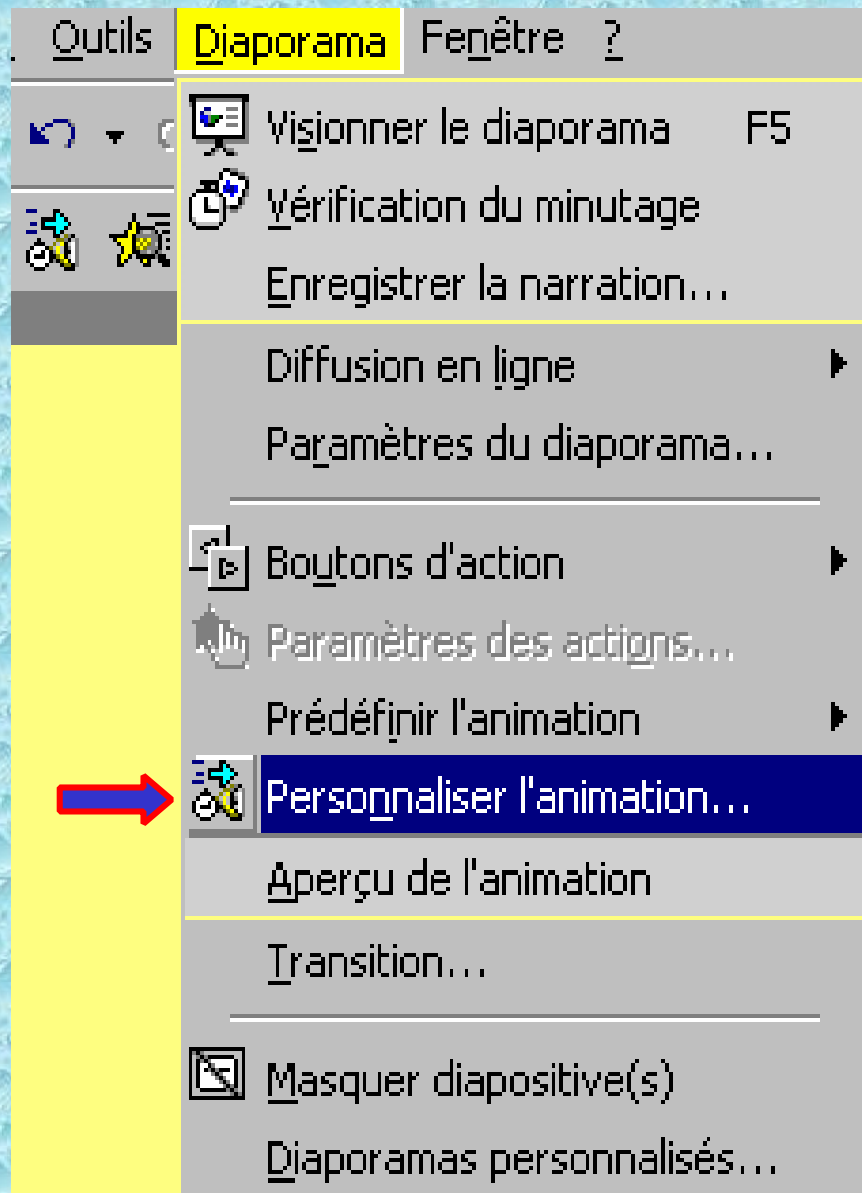 Outils Diaporama Fenêtre ?
Visionner le diaporama F5
Vérification du minutage
Enregistrer la narration...
Diffusion en ligne
Paramètres du diaporama...
Boutons d'action
Paramètres des actions...
Prédéfinir l'animation
Personnaliser l'animation...
Aperçu de l'animation
Transition...
Masquer diapositive(s)
Diaporamas personnalisés...